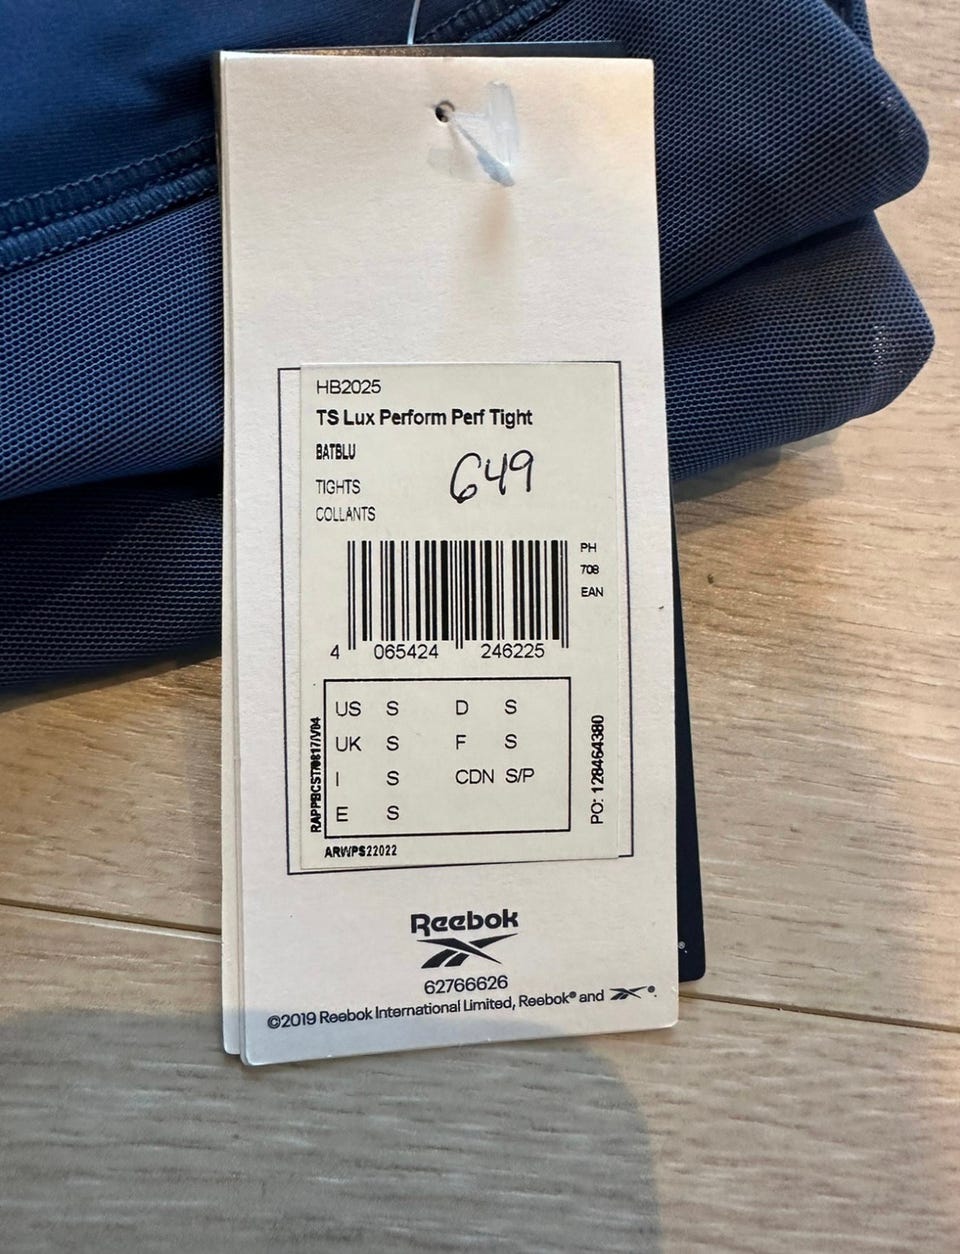 HB2025
TS Lux Perform Perf Tight
BATBLU
649
TIGHTS
COLLANTS
PH
708
EAN
4 065424 246225
US S D S
UK S F S
I S CDN S/P
E S
PO: 128464380
ARWPS22022
Reebok
62766626
©2019 Reebok International Limited, Reebok® and